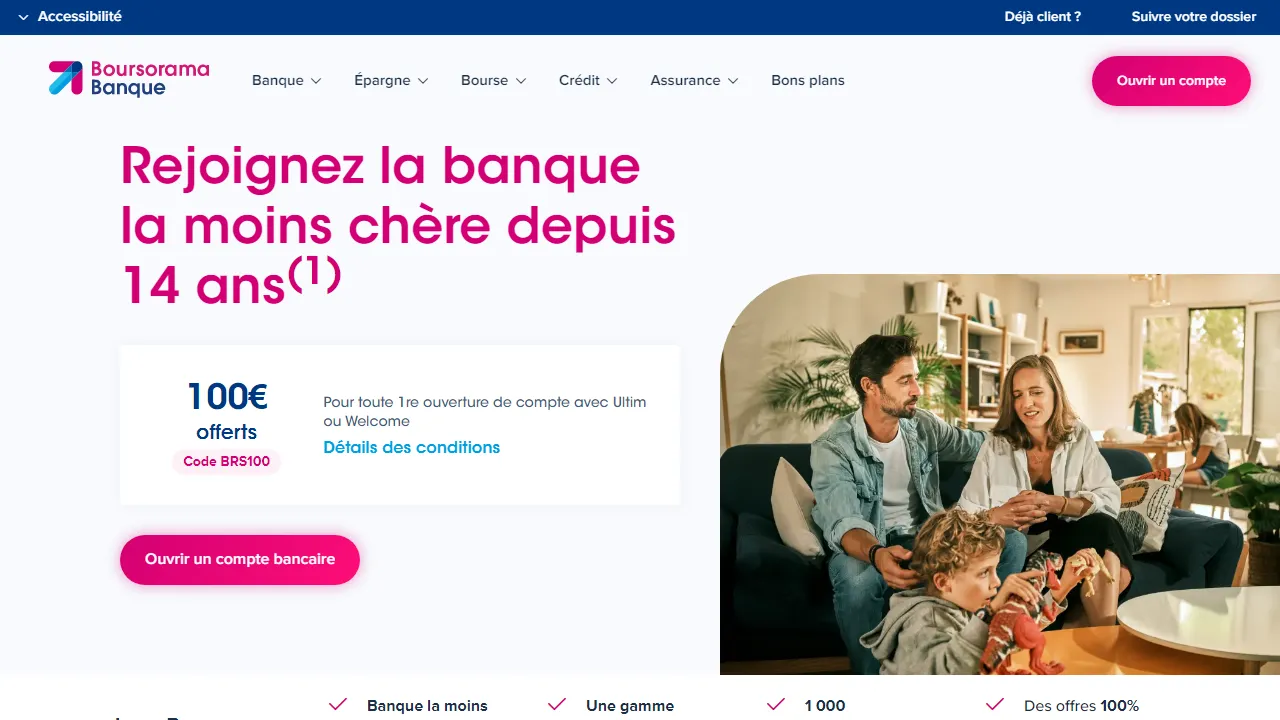 Accessibilité
Déjà client ?
Suivre votre dossier
Boursorama
Banque
Banque
Épargne
Bourse
Crédit
Assurance
Bons plans
Ouvrir un compte
Rejoignez la banque
la moins chère depuis
14 ans(1)
100€
offerts
Code BRS100
Pour toute 1re ouverture de compte avec Ultim
ou Welcome
Détails des conditions
Ouvrir un compte bancaire
Banque la moins
Une gamme
1 000
Des offres 100%